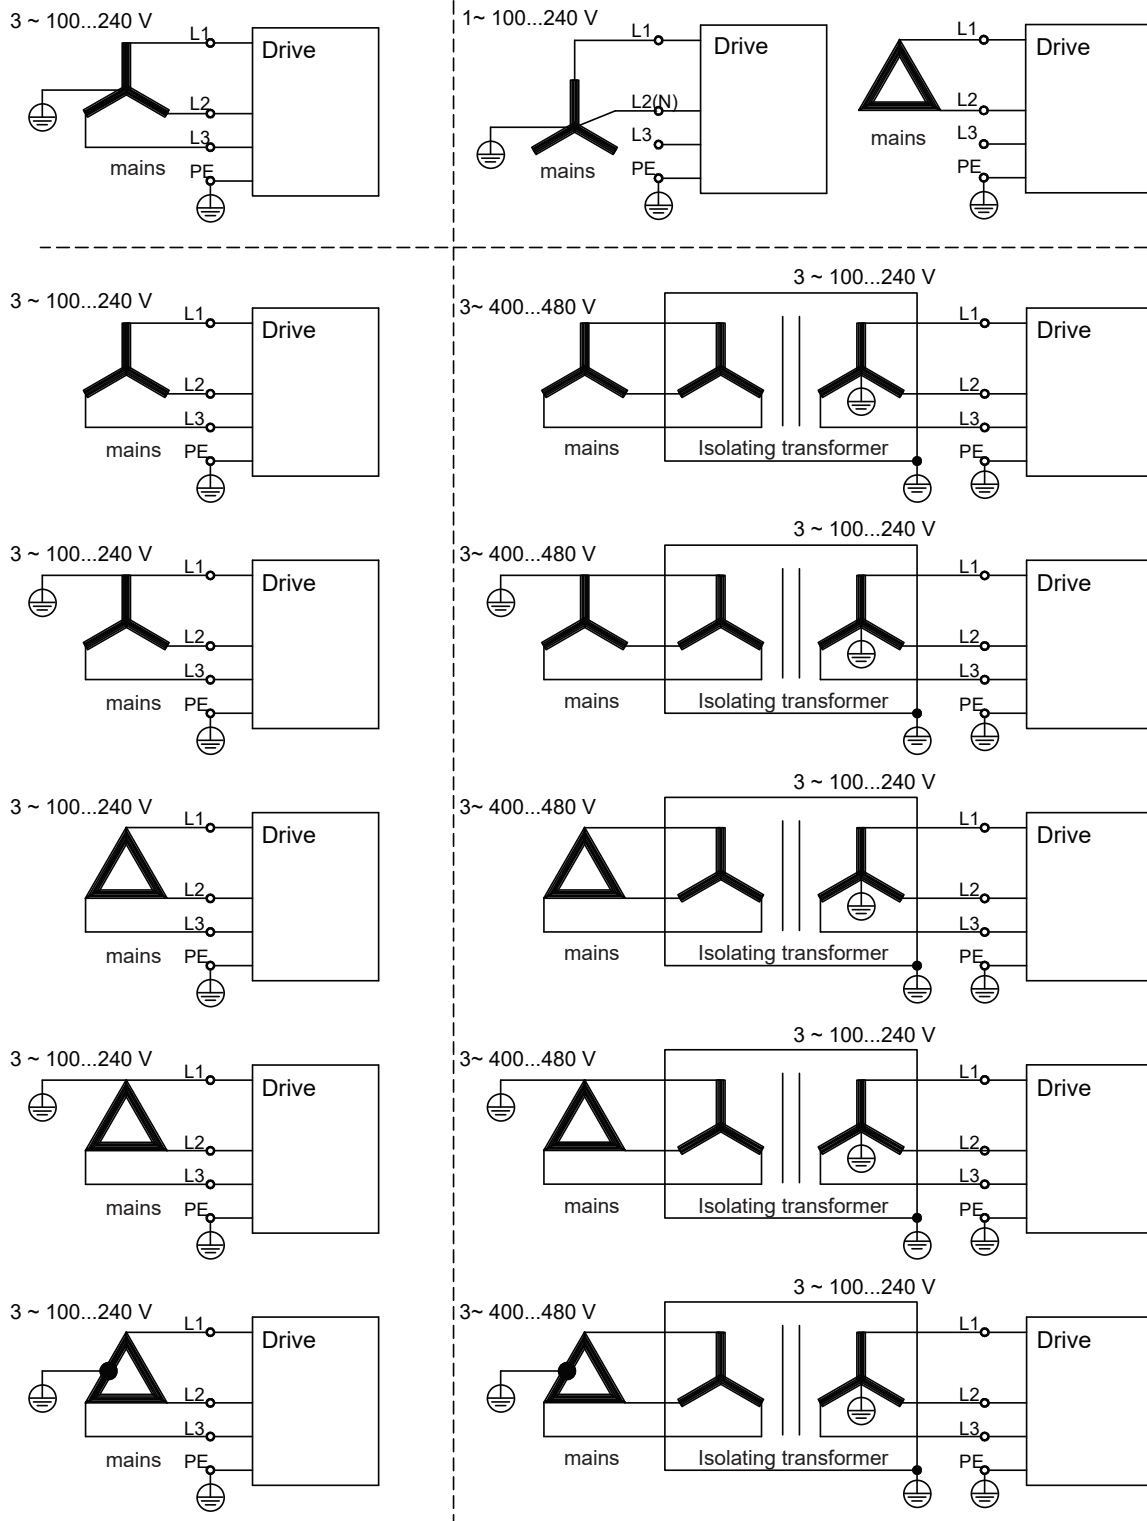 3 ~ 100...240 V
L1
Drive
L2
L3
mains
PE
1~ 100...240 V
L1
Drive
L2(N)
L3
mains
PE
L1
Drive
L2
mains
L3
PE
3 ~ 100...240 V
L1
Drive
L2
L3
mains
PE
3 ~ 100...240 V
3~ 400...480 V
L1
Drive
L2
L3
mains
Isolating transformer
PE
3 ~ 100...240 V
L1
Drive
L2
L3
mains
PE
3 ~ 100...240 V
3~ 400...480 V
L1
Drive
L2
L3
mains
Isolating transformer
PE
3 ~ 100...240 V
L1
Drive
L2
L3
mains
PE
3 ~ 100...240 V
3~ 400...480 V
L1
Drive
L2
L3
mains
Isolating transformer
PE
3 ~ 100...240 V
L1
Drive
L2
L3
mains
PE
3 ~ 100...240 V
3~ 400...480 V
L1
Drive
L2
L3
mains
Isolating transformer
PE
3 ~ 100...240 V
L1
Drive
L2
L3
mains
PE
3 ~ 100...240 V
3~ 400...480 V
L1
Drive
L2
L3
mains
Isolating transformer
PE